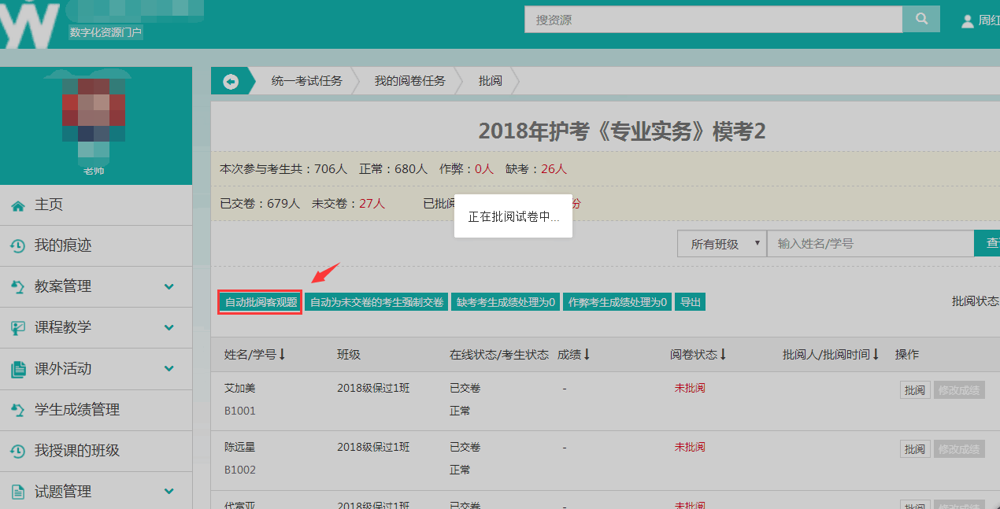 W
数字化资源门户
搜资源
周红
老师
主页
我的痕迹
教案管理
课程教学
课外活动
学生成绩管理
我授课的班级
试题管理
统一考试任务 我的阅卷任务 批阅
2018年护考《专业实务》模考2
本次参与考生共：706人 正常：680人 作弊：0人 缺考：26人
已交卷：679人 未交卷：27人 已批阅 分
正在批阅试卷中...
所有班级 输入姓名/学号
自动批阅客观题 自动为未交卷的考生强制交卷 缺考考生成绩处理为0 作弊考生成绩处理为0 导出 批阅状态
姓名/学号 班级 在线状态/考生状态 成绩 阅卷状态 批阅人/批阅时间 操作
艾加美 2018级保过1班 已交卷 - 未批阅 批阅 修改成绩
B1001 正常
陈远星 2018级保过1班 已交卷 - 未批阅 批阅 修改成绩
B1002 正常
代富亚 2018级保过1班 已交卷 - 未批阅 批阅 修改成绩